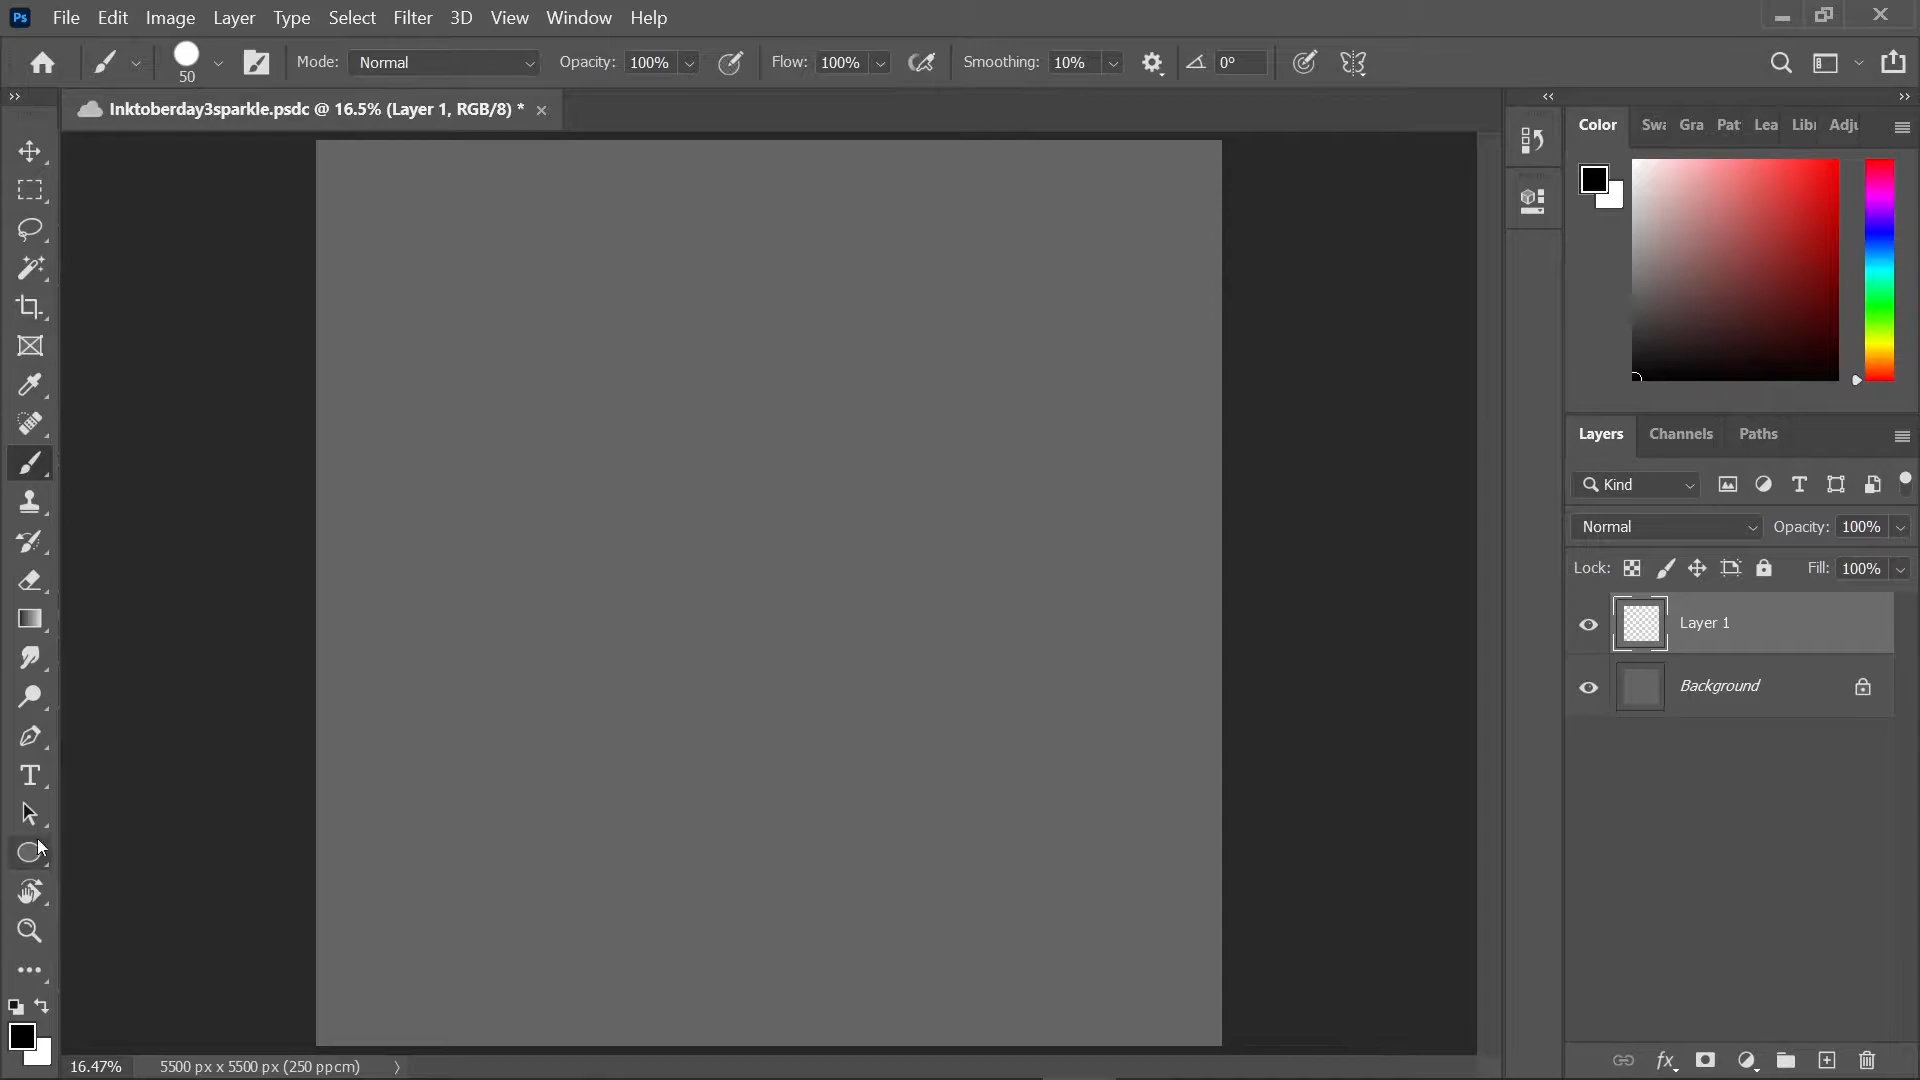 Ps File Edit Image Layer Type Select Filter 3D View Window Help
50 Mode: Normal Opacity: 100% Flow: 100% Smoothing: 10% 0°
Inktoberday3sparkle.psdc @ 16.5% (Layer 1, RGB/8) *
Color Swa Gra Pat Lea Libr Adju
Layers Channels Paths
Kind
Normal Opacity: 100%
Lock: Fill: 100%
Layer 1
Background
16.47% 5500 px x 5500 px (250 ppcm)